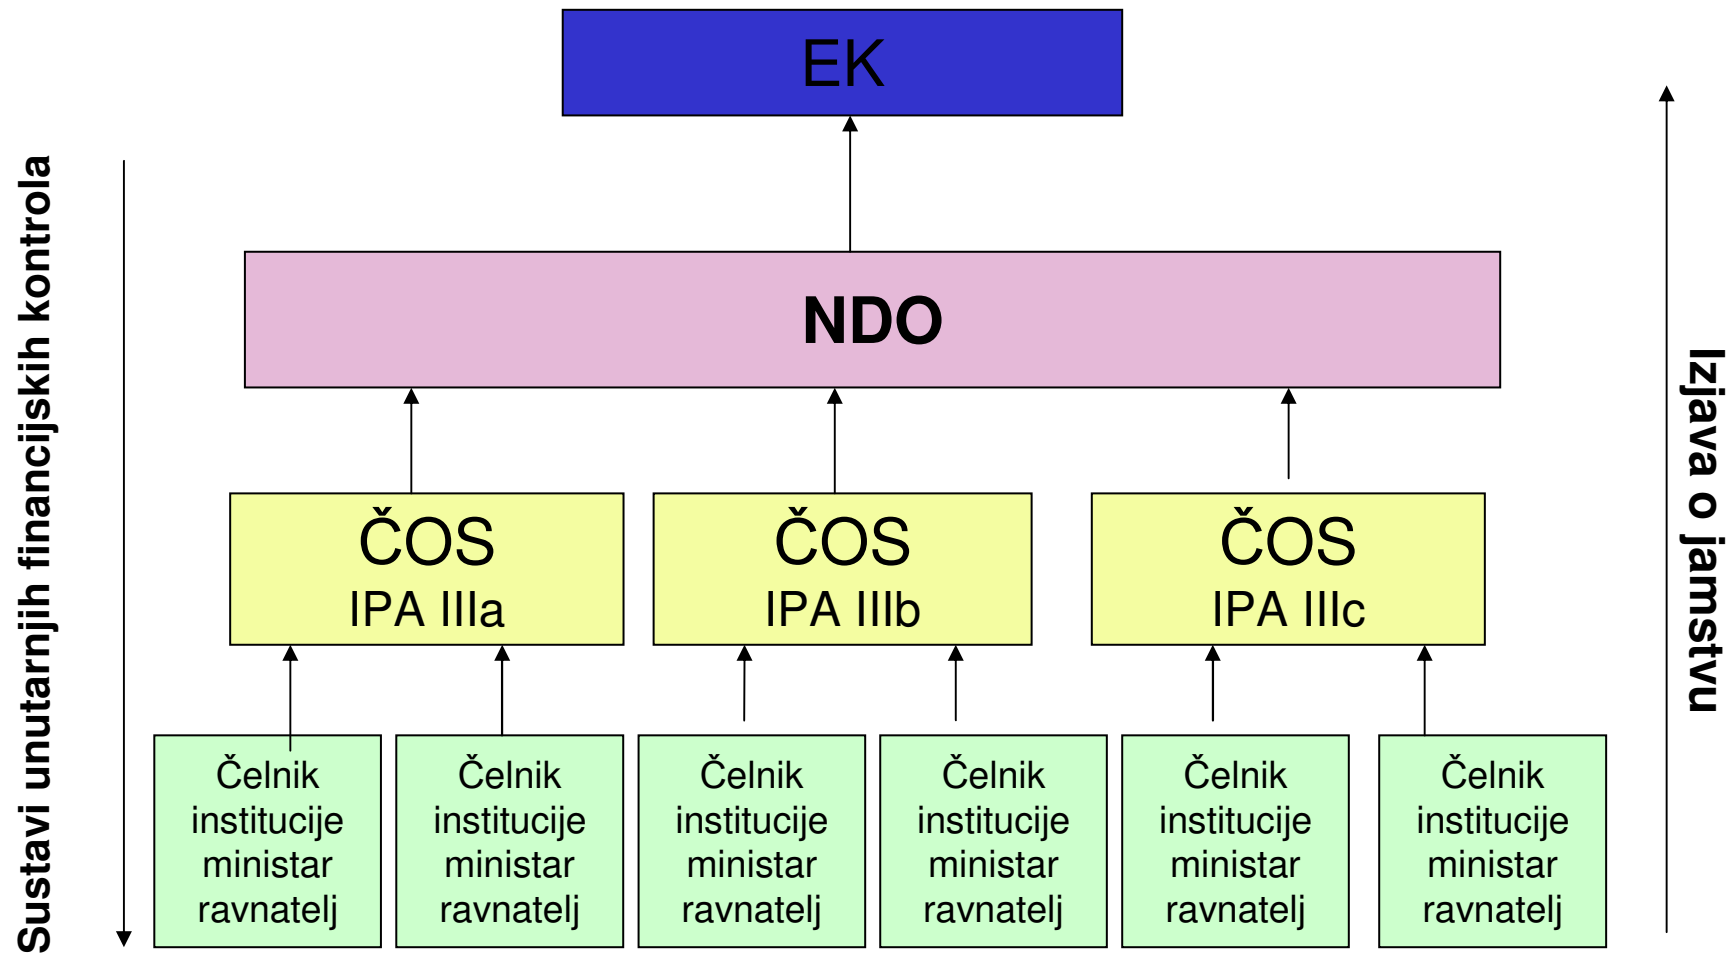 EK
Sustavi unutarnjih financijskih kontrola
NDO
Izjava o jamstvu
ČOS
IPA IIIa
ČOS
IPA IIIb
ČOS
IPA IIIc
Čelnik
institucije
ministar
ravnatelj
Čelnik
institucije
ministar
ravnatelj
Čelnik
institucije
ministar
ravnatelj
Čelnik
institucije
ministar
ravnatelj
Čelnik
institucije
ministar
ravnatelj
Čelnik
institucije
ministar
ravnatelj